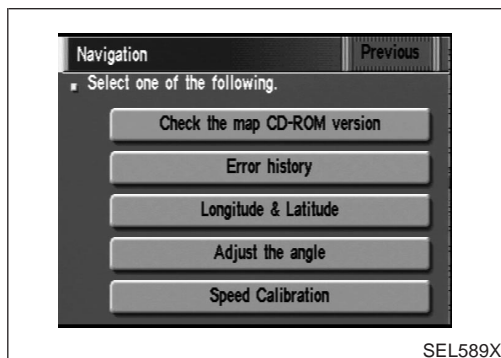 Navigation
Previous
Select one of the following.
Check the map CD-ROM version
Error history
Longitude & Latitude
Adjust the angle
Speed Calibration
SEL589X